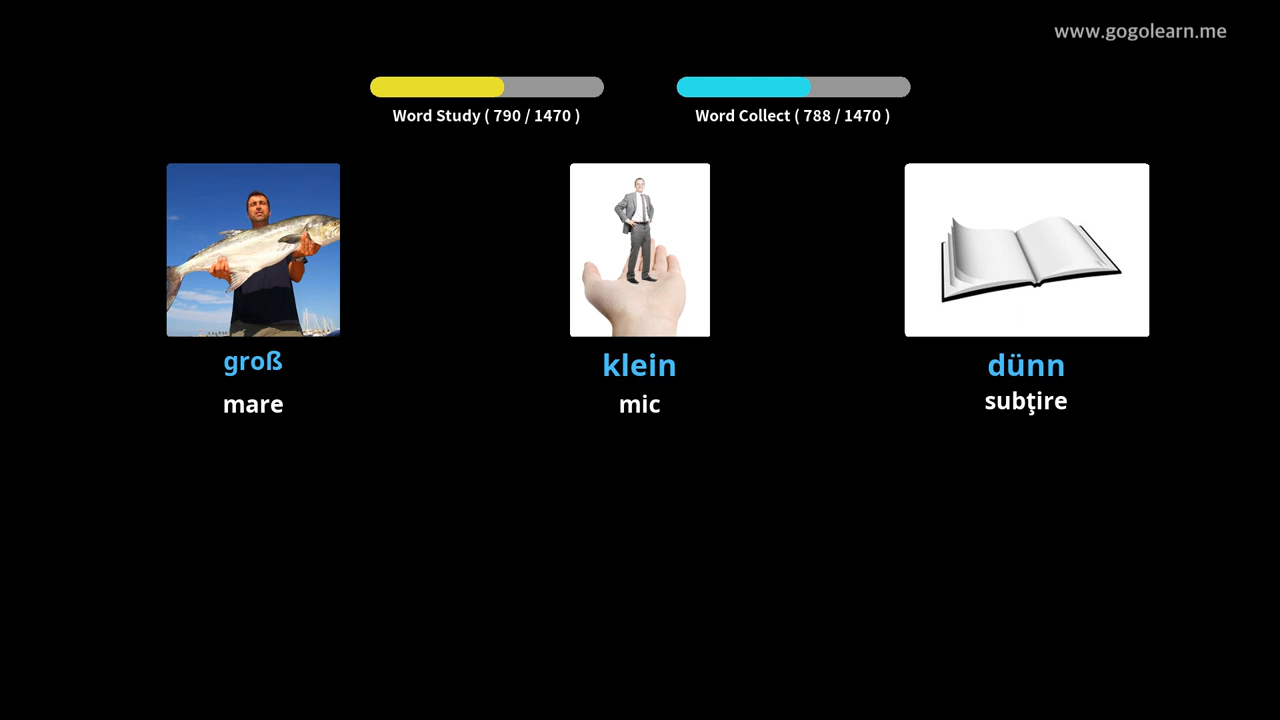 www.gogolearn.me
Word Study ( 790 / 1470 )
Word Collect ( 788 / 1470 )
groß
mare
klein
mic
dünn
subţire